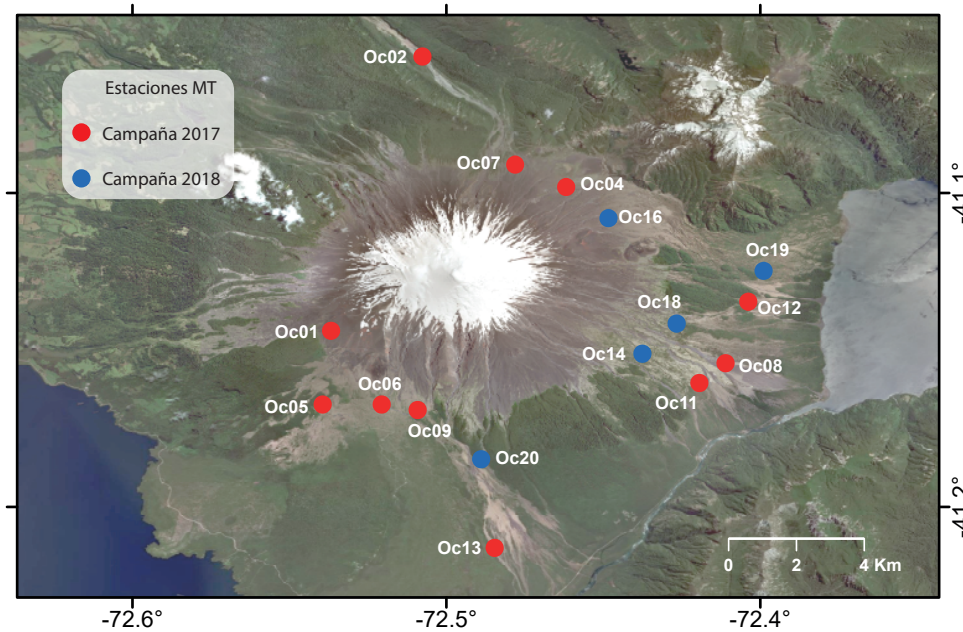 Oc02
Estaciones MT
Campaña 2017
Campaña 2018
Oc07
Oc04
Oc16
-41.1°
Oc19
Oc12
Oc18
Oc01
Oc14
Oc08
Oc11
Oc06
Oc05
Oc09
Oc20
-41.2°
Oc13
0 2 4 Km
-72.6° -72.5° -72.4°